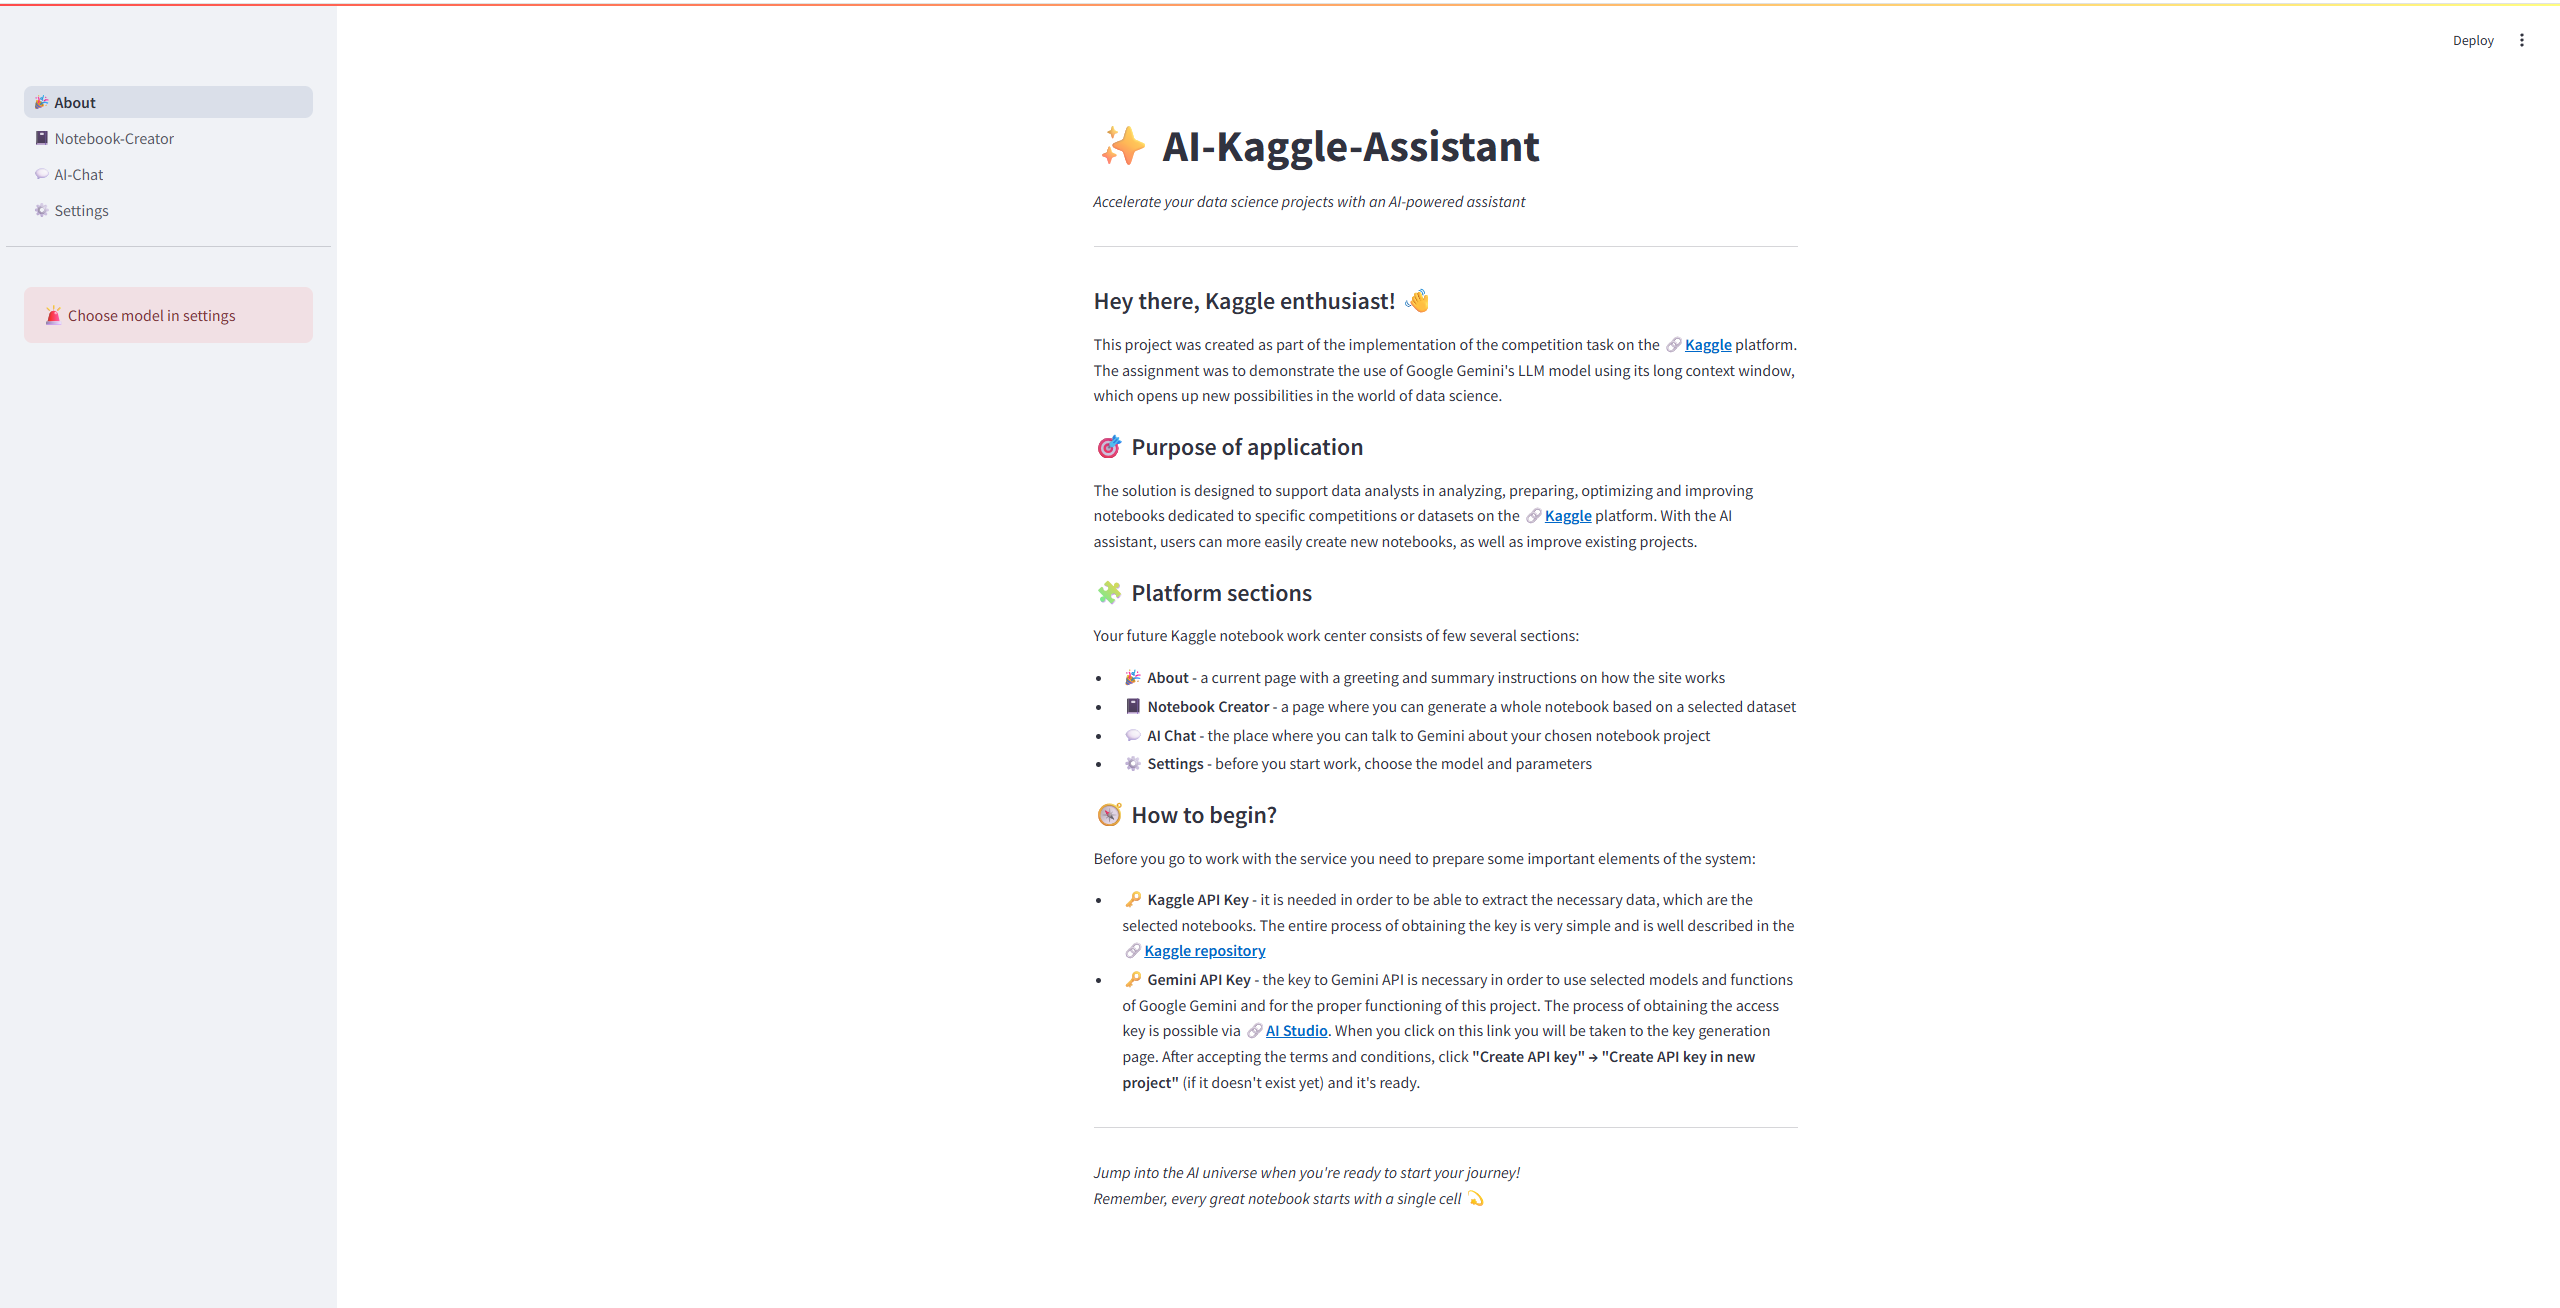 Deploy
About
Notebook-Creator
AI-Chat
Settings
Choose model in settings
AI-Kaggle-Assistant
Accelerate your data science projects with an AI-powered assistant
Hey there, Kaggle enthusiast! 👋
This project was created as part of the implementation of the competition task on the 🔗 Kaggle platform.
The assignment was to demonstrate the use of Google Gemini's LLM model using its long context window,
which opens up new possibilities in the world of data science.
🎯 Purpose of application
The solution is designed to support data analysts in analyzing, preparing, optimizing and improving
notebooks dedicated to specific competitions or datasets on the 🔗 Kaggle platform. With the AI
assistant, users can more easily create new notebooks, as well as improve existing projects.
🧩 Platform sections
Your future Kaggle notebook work center consists of few several sections:
• 🎉 About - a current page with a greeting and summary instructions on how the site works
• 📓 Notebook Creator - a page where you can generate a whole notebook based on a selected dataset
• 💬 AI Chat - the place where you can talk to Gemini about your chosen notebook project
• ⚙️ Settings - before you start work, choose the model and parameters
🧭 How to begin?
Before you go to work with the service you need to prepare some important elements of the system:
• 🔑 Kaggle API Key - it is needed in order to be able to extract the necessary data, which are the
selected notebooks. The entire process of obtaining the key is very simple and is well described in the
🔗 Kaggle repository
• 🔑 Gemini API Key - the key to Gemini API is necessary in order to use selected models and functions
of Google Gemini and for the proper functioning of this project. The process of obtaining the access
key is possible via 🔗 AI Studio. When you click on this link you will be taken to the key generation
page. After accepting the terms and conditions, click "Create API key" → "Create API key in new
project" (if it doesn't exist yet) and it's ready.
Jump into the AI universe when you're ready to start your journey!
Remember, every great notebook starts with a single cell 💫